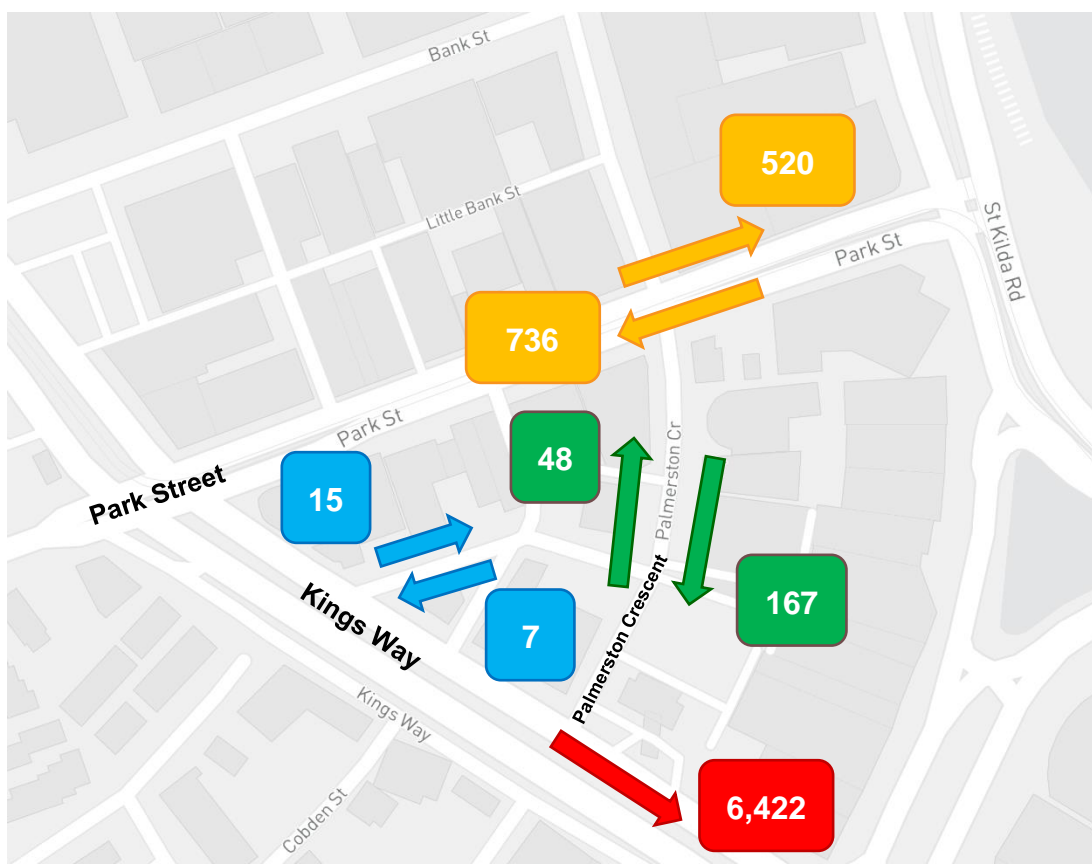 Bank St
520
Little Bank St
St Kilda Rd
Park St
736
Park St
48
Palmerston Cr
15
Park Street
167
Palmerston Crescent
Kings Way
7
Kings Way
6,422
Cobden St